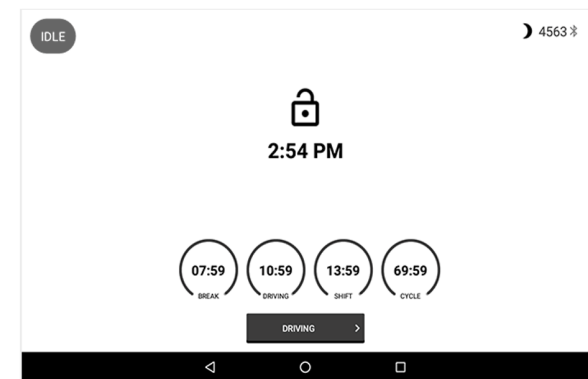 IDLE
4563
2:54 PM
07:59 10:59 13:59 69:59
BREAK DRIVING SHIFT CYCLE
DRIVING